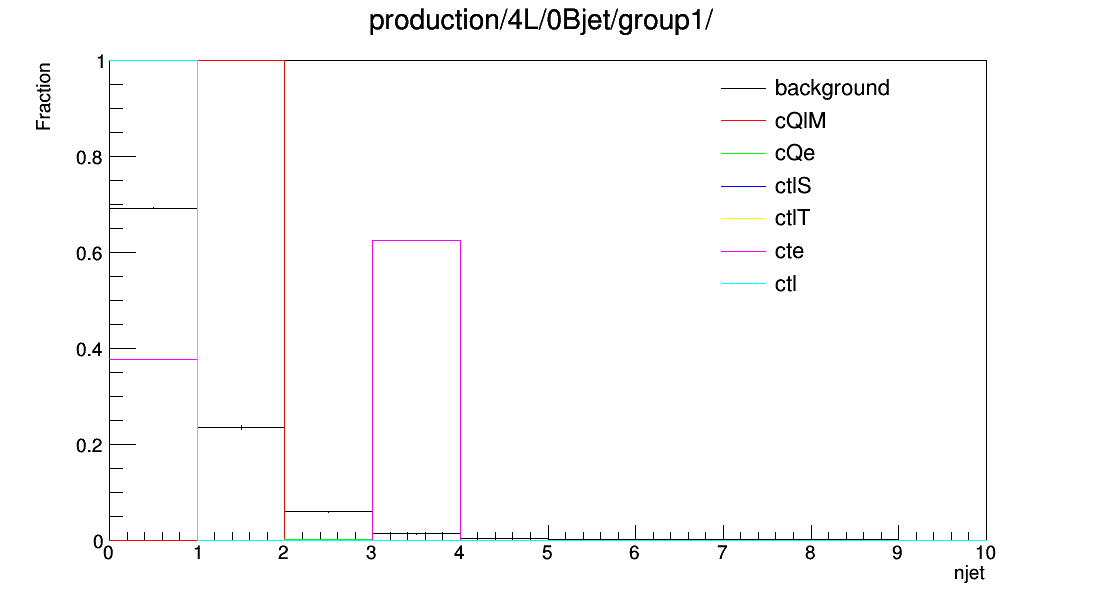 production/4L/0Bjet/group1/
Fraction
1
0.8
0.6
0.4
0.2
0
background
cQlM
cQe
ctlS
ctlT
cte
ctl
0 1 2 3 4 5 6 7 8 9 10
njet